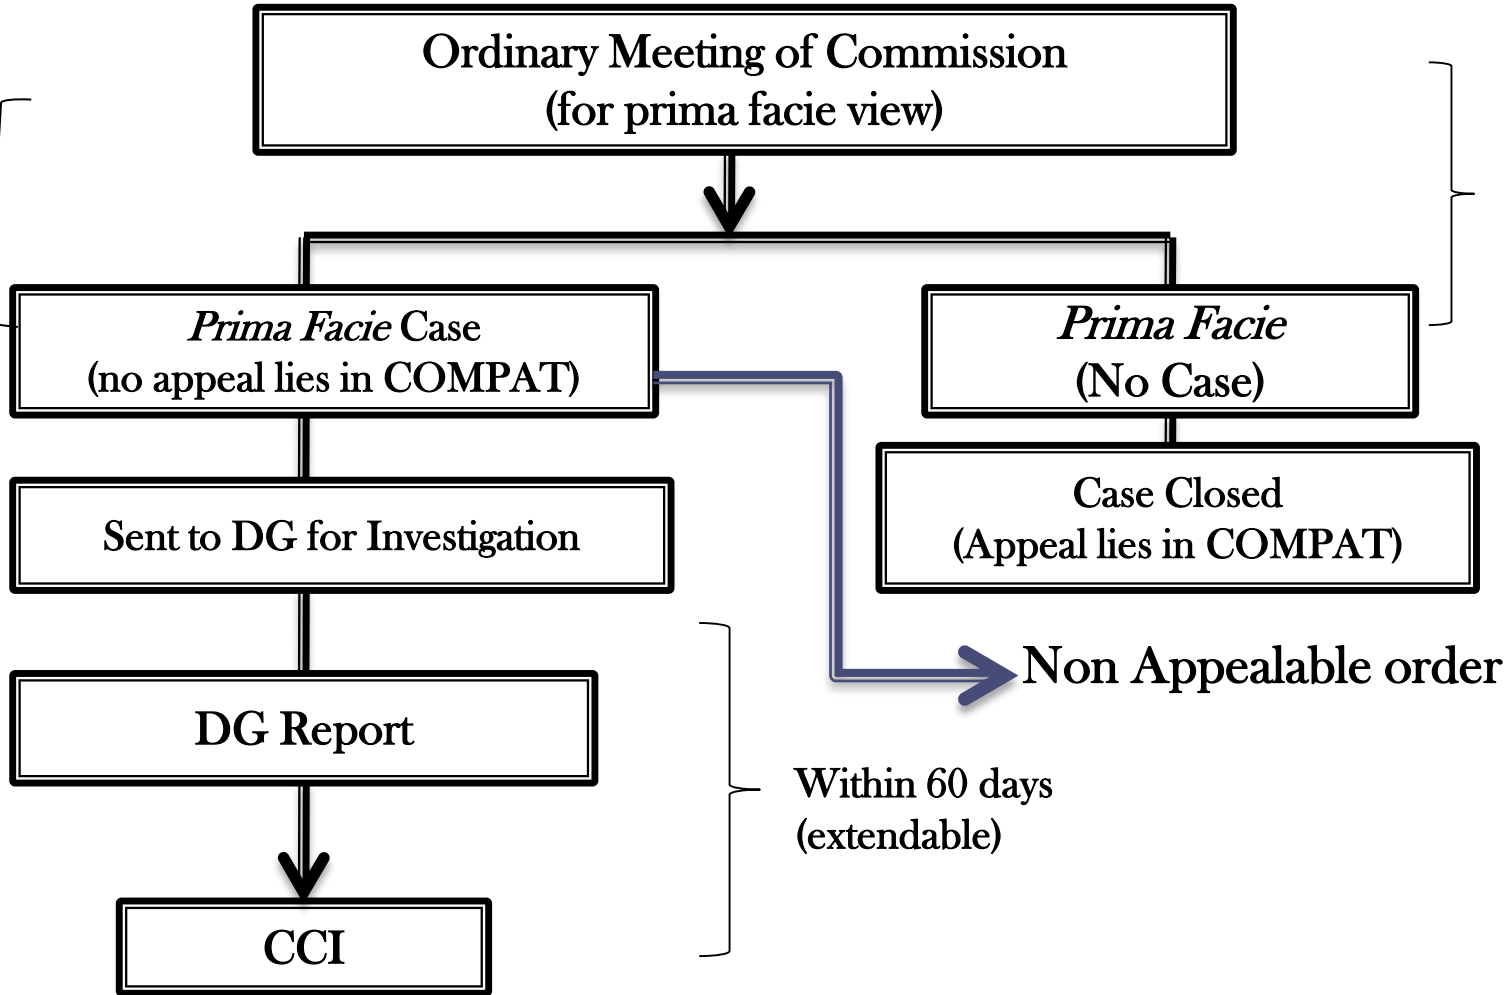 Ordinary Meeting of Commission
(for prima facie view)
Prima Facie Case
(no appeal lies in COMPAT)
Prima Facie
(No Case)
Sent to DG for Investigation
Case Closed
(Appeal lies in COMPAT)
Non Appealable order
DG Report
Within 60 days
(extendable)
CCI